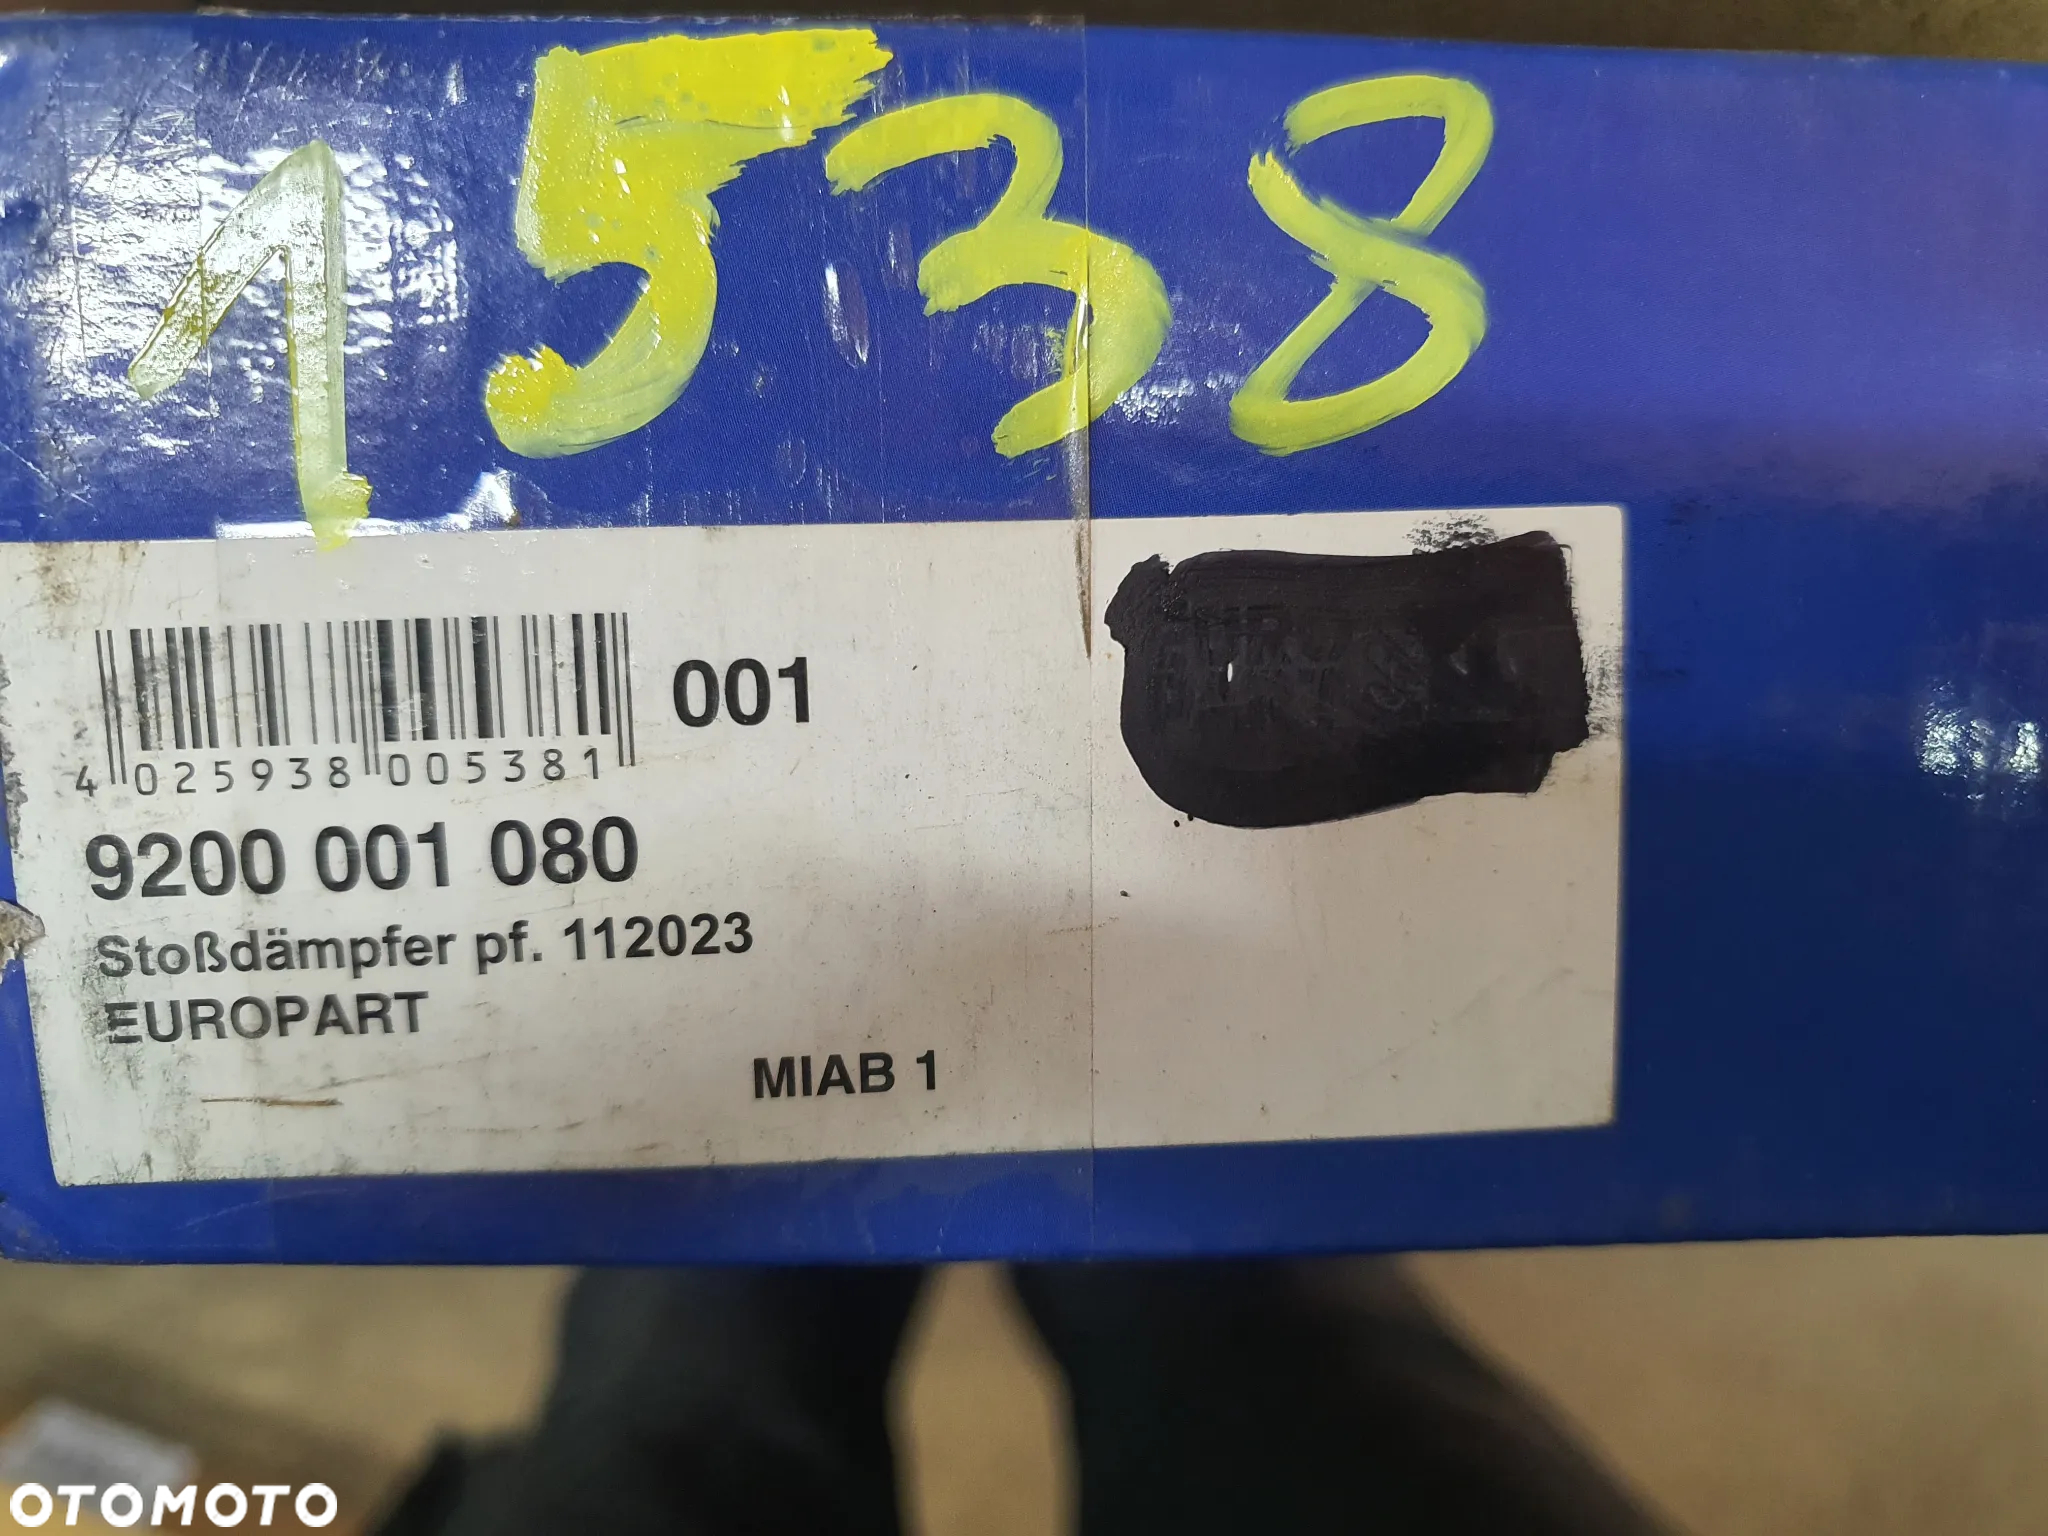 1538
001
4 025938 005381
9200 001 080
Stoßdämpfer pf. 112023
EUROPART
MIAB 1
OTOMOTO